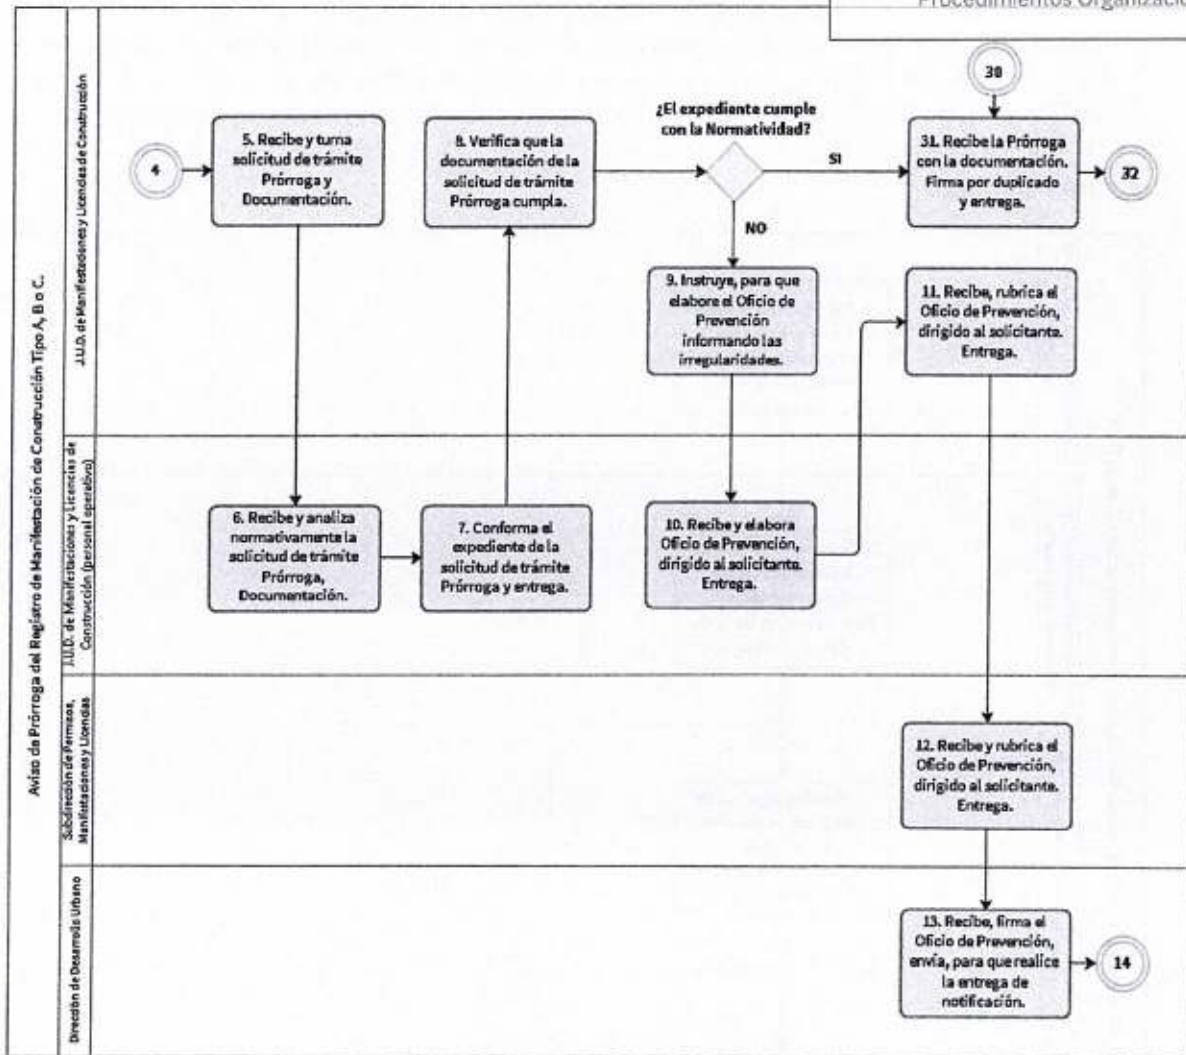 Procedimientos Organizacio
Aviso de Prórroga del Registro de Manifestación de Construcción Tipo A, B o C.
J.U.D. de Manifestaciones y Licencias de Construcción
4
5. Recibe y turna
solicitud de trámite
Prórroga y
Documentación.
8. Verifica que la
documentación de la
solicitud de trámite
Prórroga cumpla.
¿El expediente cumple
con la Normatividad?
SI
NO
30
31. Recibe la Prórroga
con la documentación.
Firma por duplicado
y entrega.
32
9. Instruye, para que
elabore el Oficio de
Prevención
informando las
irregularidades.
11. Recibe, rubrica el
Oficio de Prevención,
dirigido al solicitante.
Entrega.
J.U.D. de Manifestaciones y Licencias de
Construcción (personal operativo)
6. Recibe y analiza
normativamente la
solicitud de trámite
Prórroga,
Documentación.
7. Conforma el
expediente de la
solicitud de trámite
Prórroga y entrega.
10. Recibe y elabora
Oficio de Prevención,
dirigido al solicitante.
Entrega.
Subdirección de Permisos,
Manifestaciones y Licencias
12. Recibe y rubrica el
Oficio de Prevención,
dirigido al solicitante.
Entrega.
Dirección de Desarrollo Urbano
13. Recibe, firma el
Oficio de Prevención,
envía, para que realice
la entrega de
notificación.
14